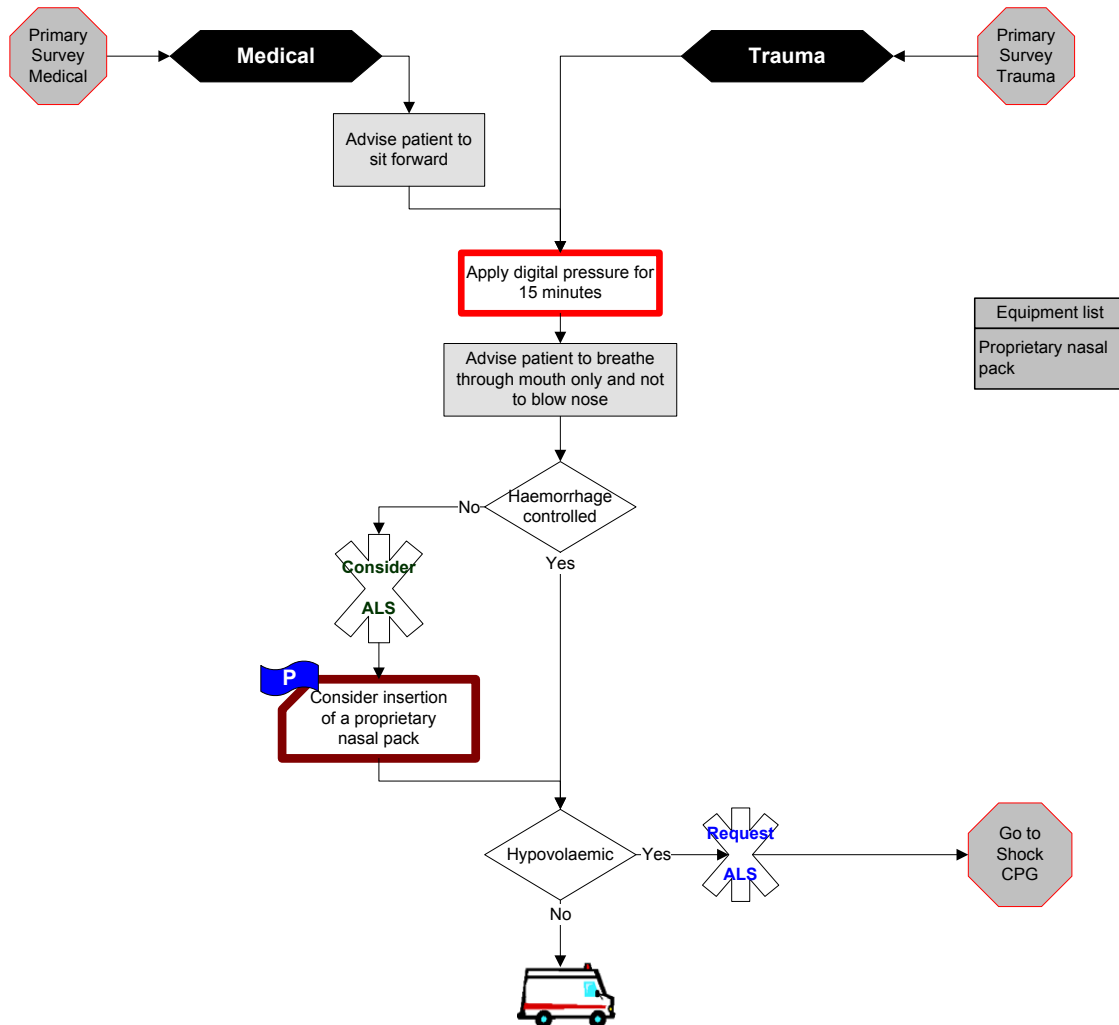 Primary
Survey
Medical
Medical
Trauma
Primary
Survey
Trauma
Advise patient to
sit forward
Apply digital pressure for
15 minutes
Equipment list
Proprietary nasal
pack
Advise patient to breathe
through mouth only and not
to blow nose
Haemorrhage
controlled
No
Yes
Consider
ALS
P
Consider insertion
of a proprietary
nasal pack
Hypovolaemic
Yes
Request
ALS
Go to
Shock
CPG
No